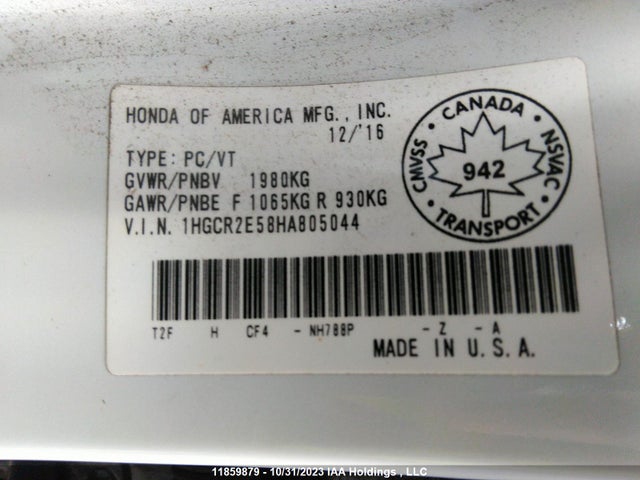 HONDA OF AMERICA MFG., INC.
12/'16
TYPE: PC/VT
GVWR/PNBV 1980KG
GAWR/PNBE F 1065KG R 930KG
V.I.N. 1HGCR2E58HA805044
CANADA
CMVSS
942
NSVAC
TRANSPORT
T2F H CF4 - NH788P - Z - A
MADE IN U.S.A.
11859879 - 10/31/2023 IAA Holdings , LLC